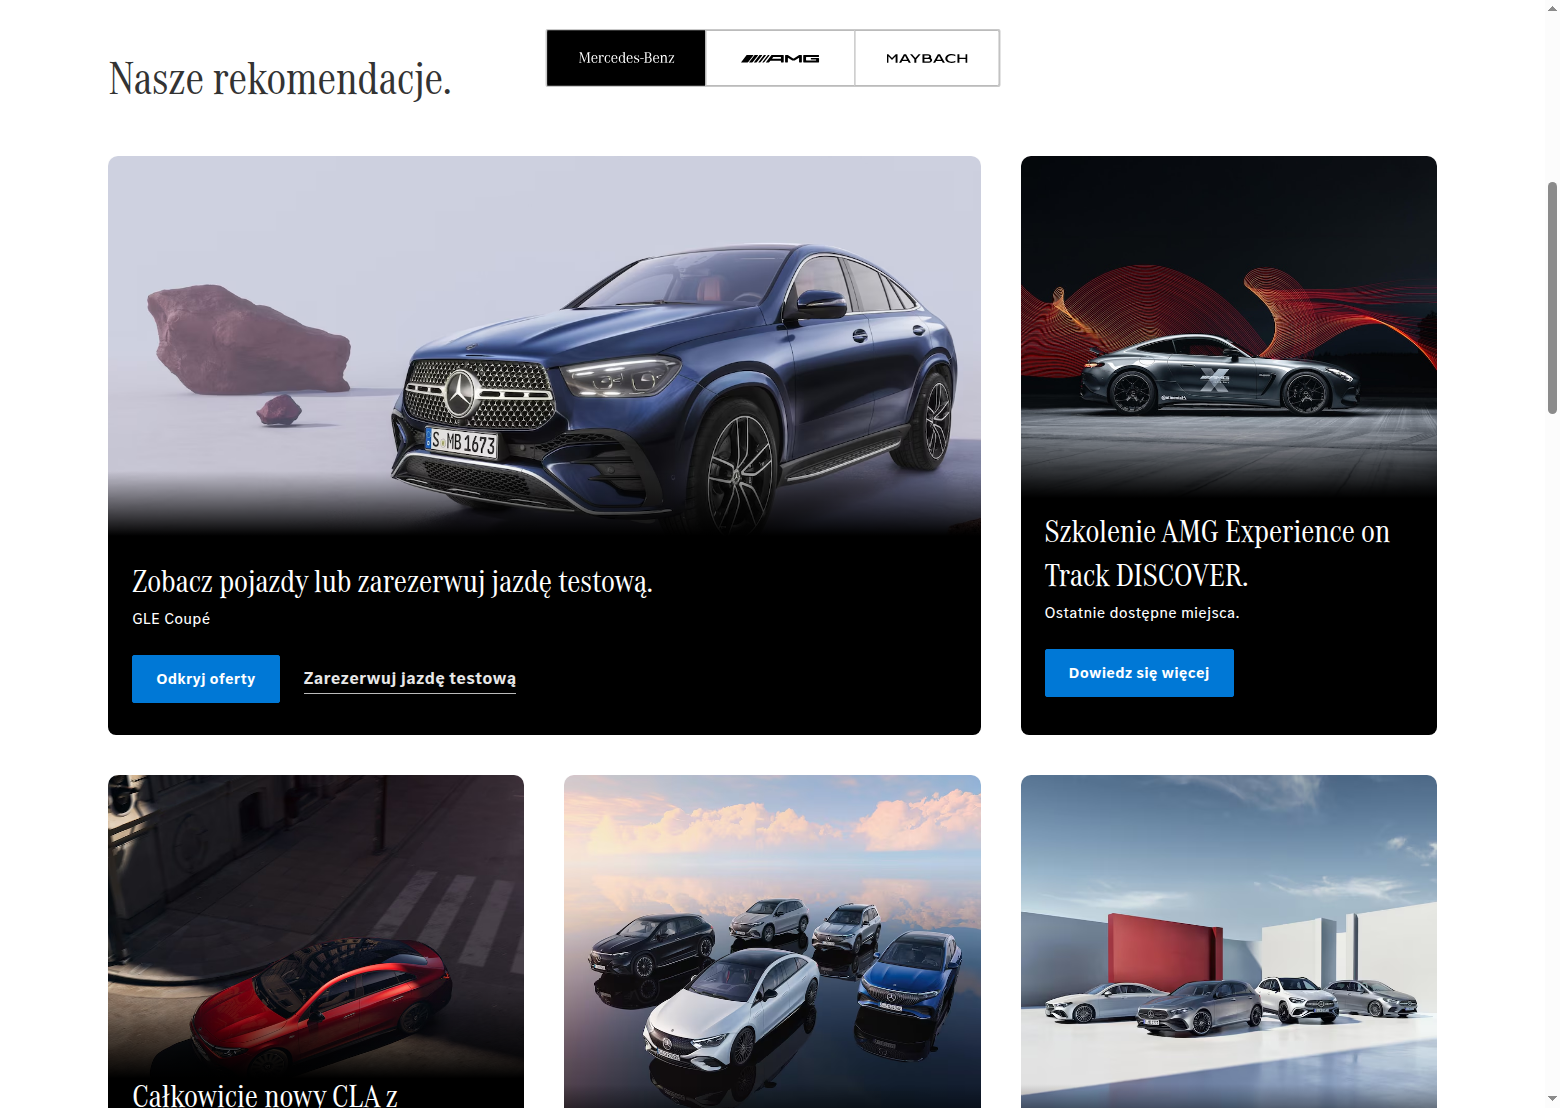 Nasze rekomendacje.
Mercedes-Benz
AMG
MAYBACH
S MB 1673
Zobacz pojazdy lub zarezerwuj jazdę testową.
GLE Coupé
Odkryj oferty
Zarezerwuj jazdę testową
AMG
Szkolenie AMG Experience on
Track DISCOVER.
Ostatnie dostępne miejsca.
Dowiedz się więcej
Całkowicie nowy CLA z